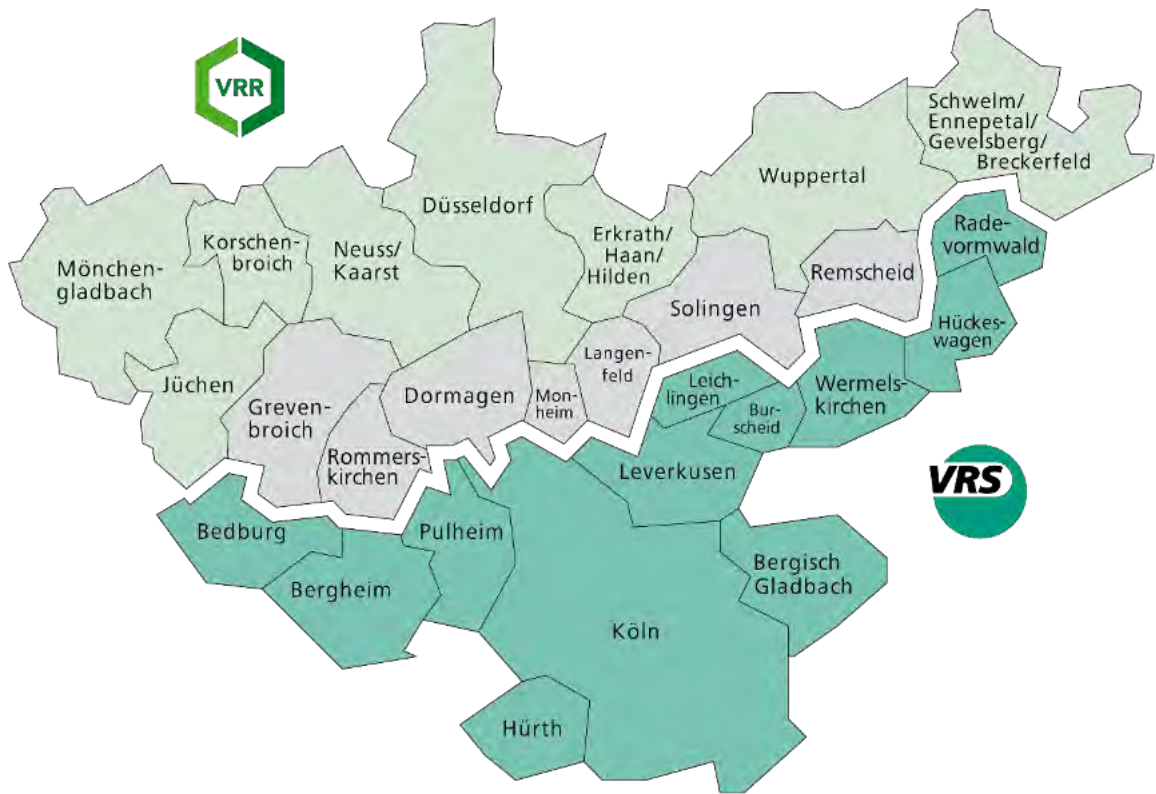 VRR
Schwelm/
Ennepetal/
Gevelsberg/
Breckerfeld
Wuppertal
Düsseldorf
Erkrath/
Haan/
Hilden
Korschen-
broich
Neuss/
Kaarst
Mönchen-
gladbach
Rade-
vormwald
Remscheid
Solingen
Hückes-
wagen
Langen-
feld
Jüchen
Greven-
broich
Dormagen
Mon-
heim
Leich-
lingen
Bur-
scheid
Wermels-
kirchen
Rommers-
kirchen
Leverkusen
VRS
Bedburg
Pulheim
Bergheim
Bergisch
Gladbach
Köln
Hürth